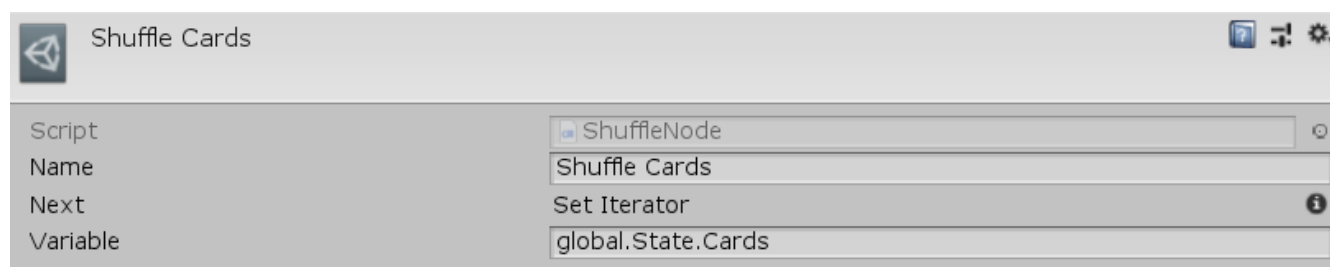 Shuffle Cards
Script ShuffleNode
Name Shuffle Cards
Next Set Iterator
Variable global.State.Cards